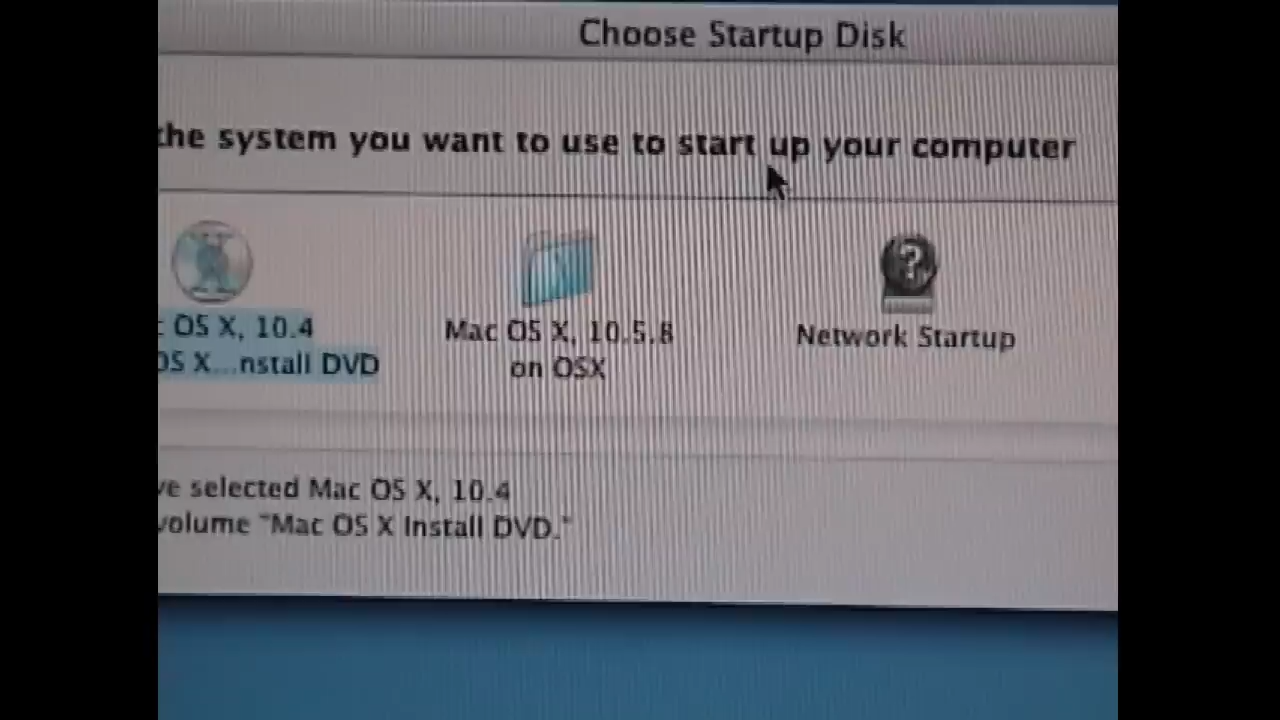 Choose Startup Disk
the system you want to use to start up your computer
OS X, 10.4
OS X...nstall DVD
Mac OS X, 10.5.8
on OSX
?
Network Startup
ve selected Mac OS X, 10.4
volume "Mac OS X Install DVD."